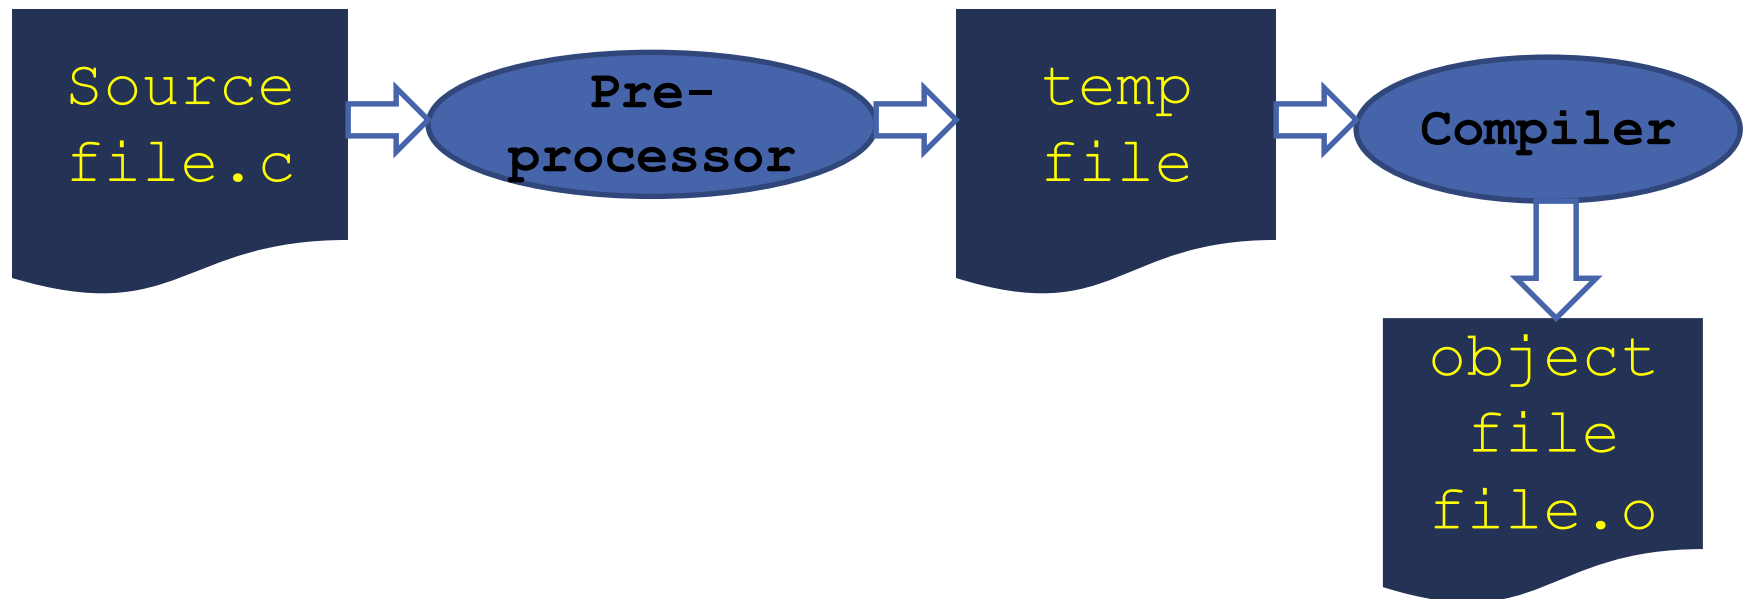 Source
file.c
Pre-
processor
temp
file
Compiler
object
file
file.o